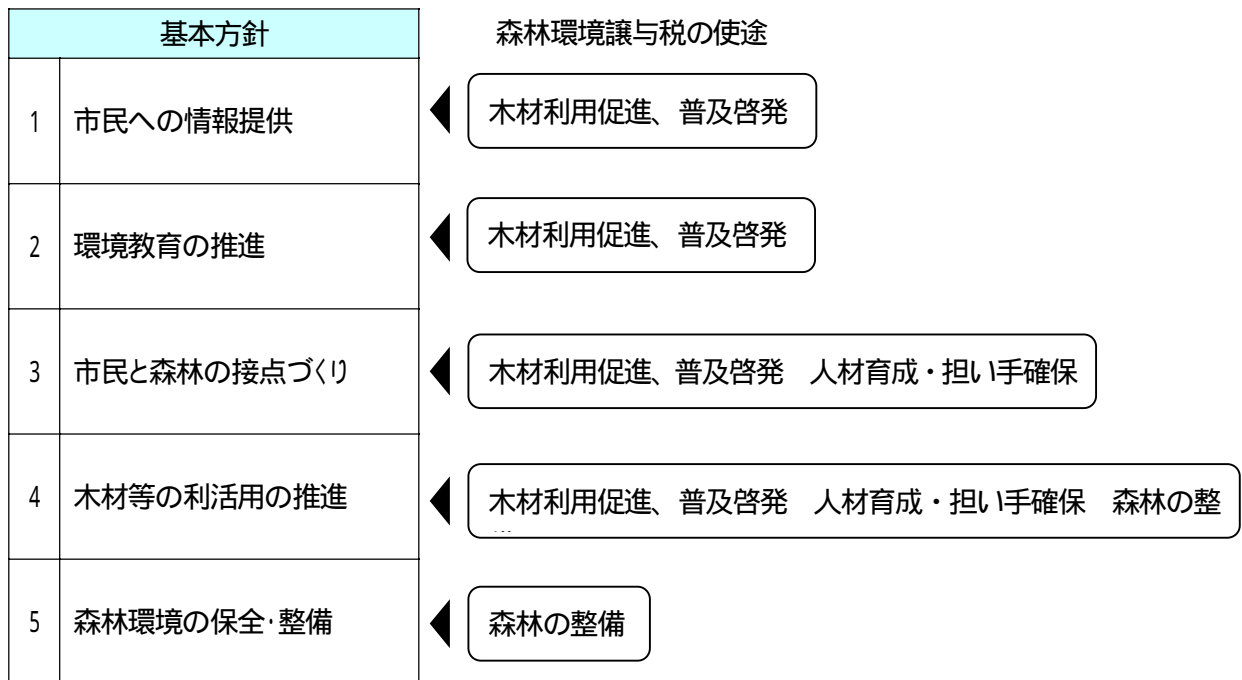 基本方針 森林環境譲与税の使途
1 市民への情報提供 木材利用促進、普及啓発
2 環境教育の推進 木材利用促進、普及啓発
3 市民と森林の接点づくり 木材利用促進、普及啓発 人材育成・担い手確保
4 木材等の利活用の推進 木材利用促進、普及啓発 人材育成・担い手確保 森林の整
5 森林環境の保全・整備 森林の整備